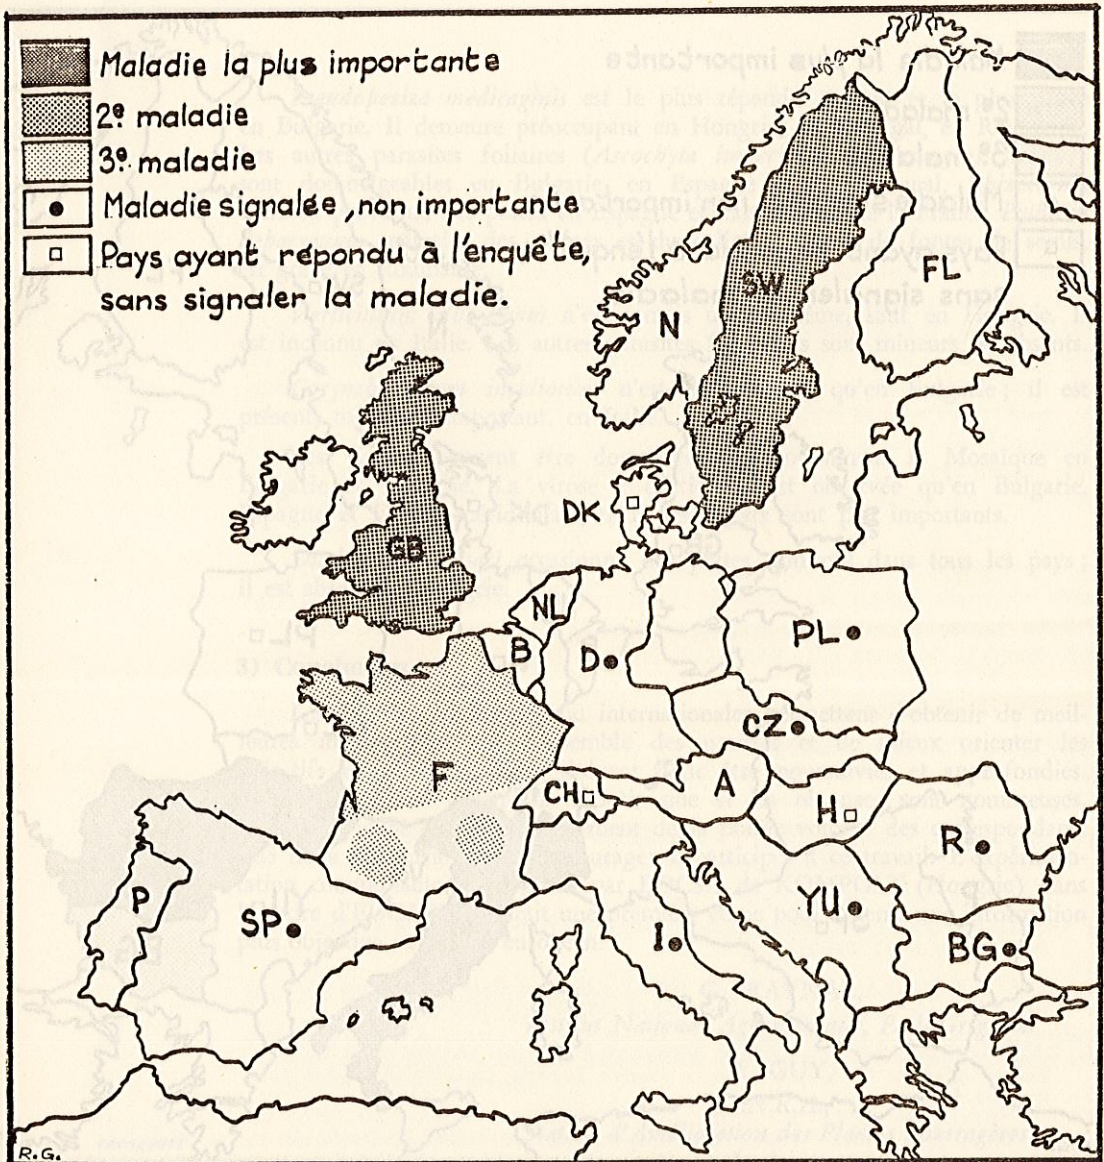 Maladie la plus importante
2e maladie
3e. maladie
Maladie signalée, non importante
Pays ayant répondu à l'enquête,
sans signaler la maladie.
SW
FL
N
DK
GB
NL
B
D
PL
CZ
F
CH
A
H
R
P
SP
I
YU
BG
R.G.